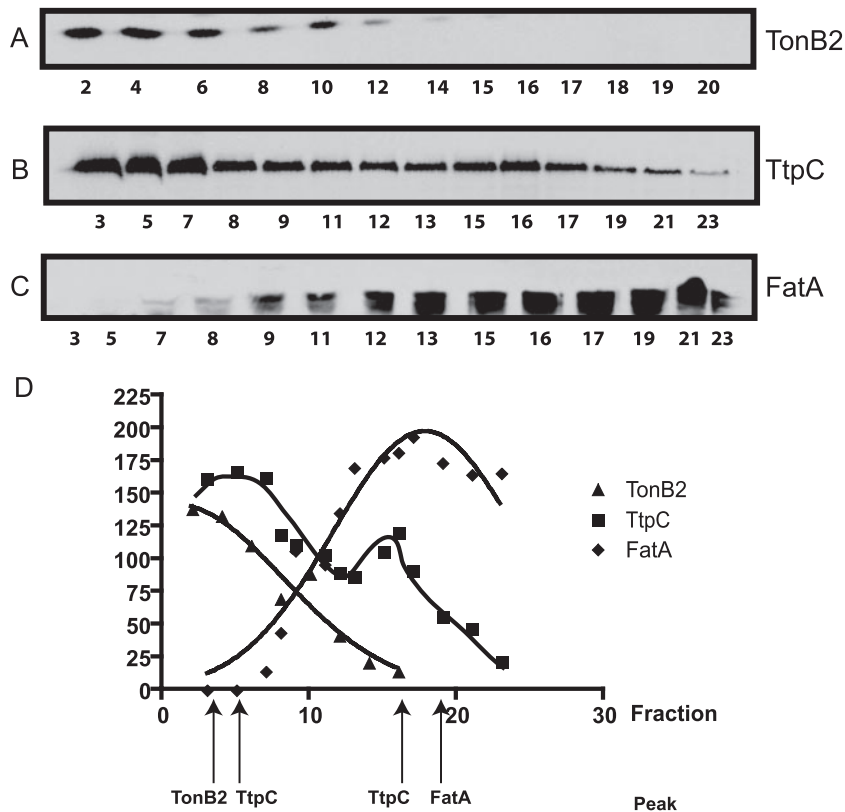 A TonB2
2 4 6 8 10 12 14 15 16 17 18 19 20
B TtpC
3 5 7 8 9 11 12 13 15 16 17 19 21 23
C FatA
3 5 7 8 9 11 12 13 15 16 17 19 21 23
D
225
200
175
150
125
100
75
50
25
0
TonB2
TtpC
FatA
0 10 20 30 Fraction
TonB2 TtpC TtpC FatA Peak